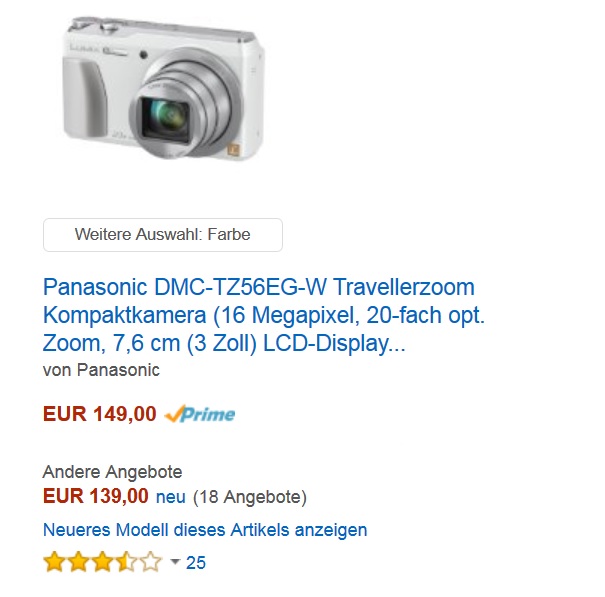 LUMIX
Weitere Auswahl: Farbe
Panasonic DMC-TZ56EG-W Travellerzoom
Kompaktkamera (16 Megapixel, 20-fach opt.
Zoom, 7,6 cm (3 Zoll) LCD-Display...
von Panasonic
EUR 149,00 Prime
Andere Angebote
EUR 139,00 neu (18 Angebote)
Neueres Modell dieses Artikels anzeigen
25